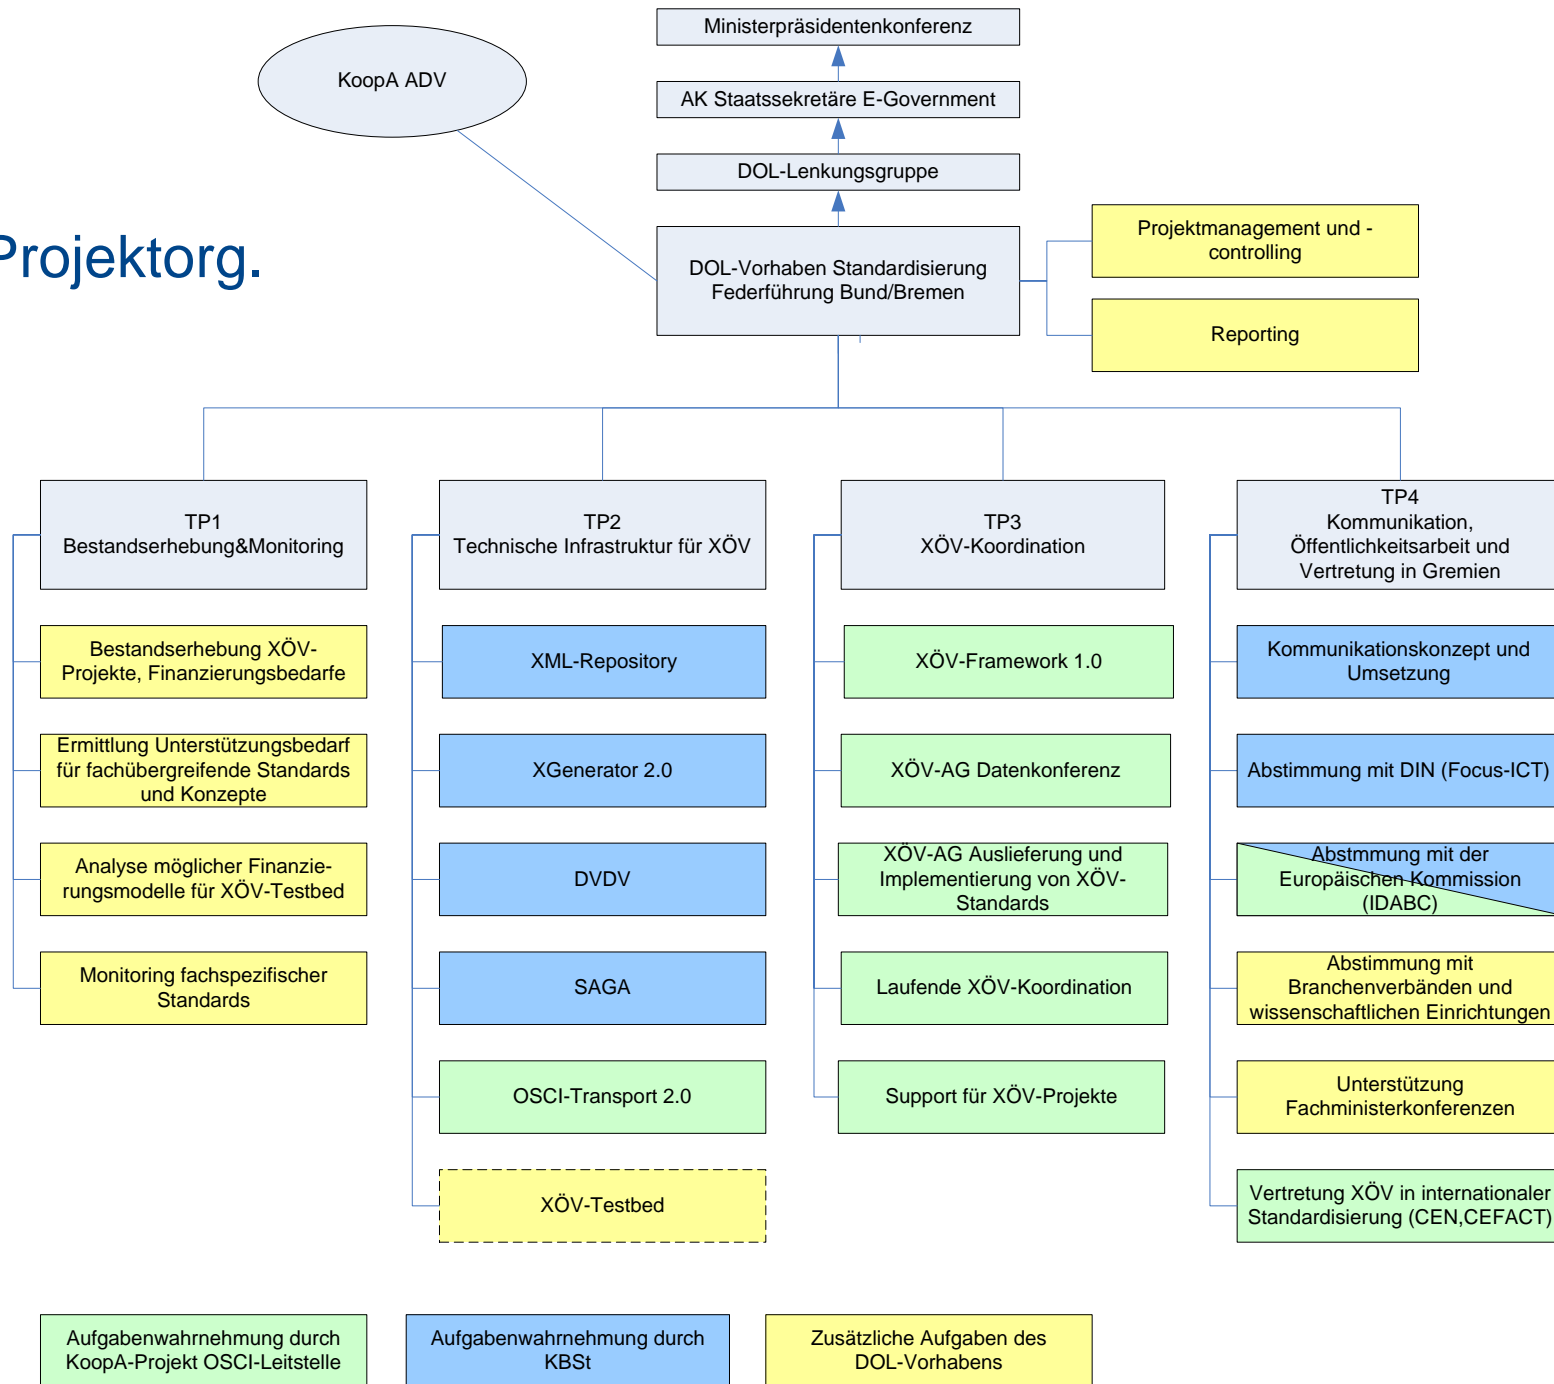 Ministerpräsidentenkonferenz
KoopA ADV
AK Staatssekretäre E-Government
DOL-Lenkungsgruppe
Projektorg.
DOL-Vorhaben Standardisierung
Federführung Bund/Bremen
Projektmanagement und -
controlling
Reporting
TP1
Bestandserhebung&Monitoring
TP2
Technische Infrastruktur für XÖV
TP3
XÖV-Koordination
TP4
Kommunikation,
Öffentlichkeitsarbeit und
Vertretung in Gremien
Bestandserhebung XÖV-
Projekte, Finanzierungsbedarfe
XML-Repository
XÖV-Framework 1.0
Kommunikationskonzept und
Umsetzung
Ermittlung Unterstützungsbedarf
für fachübergreifende Standards
und Konzepte
XGenerator 2.0
XÖV-AG Datenkonferenz
Abstimmung mit DIN (Focus-ICT)
Analyse möglicher Finanzie-
rungsmodelle für XÖV-Testbed
DVDV
XÖV-AG Auslieferung und
Implementierung von XÖV-
Standards
Abstmmung mit der
Europäischen Kommission
(IDABC)
Monitoring fachspezifischer
Standards
SAGA
Laufende XÖV-Koordination
Abstimmung mit
Branchenverbänden und
wissenschaftlichen Einrichtungen
OSCI-Transport 2.0
Support für XÖV-Projekte
Unterstützung
Fachministerkonferenzen
XÖV-Testbed
Vertretung XÖV in internationaler
Standardisierung (CEN,CEFACT)
Aufgabenwahrnehmung durch
KoopA-Projekt OSCI-Leitstelle
Aufgabenwahrnehmung durch
KBSt
Zusätzliche Aufgaben des
DOL-Vorhabens